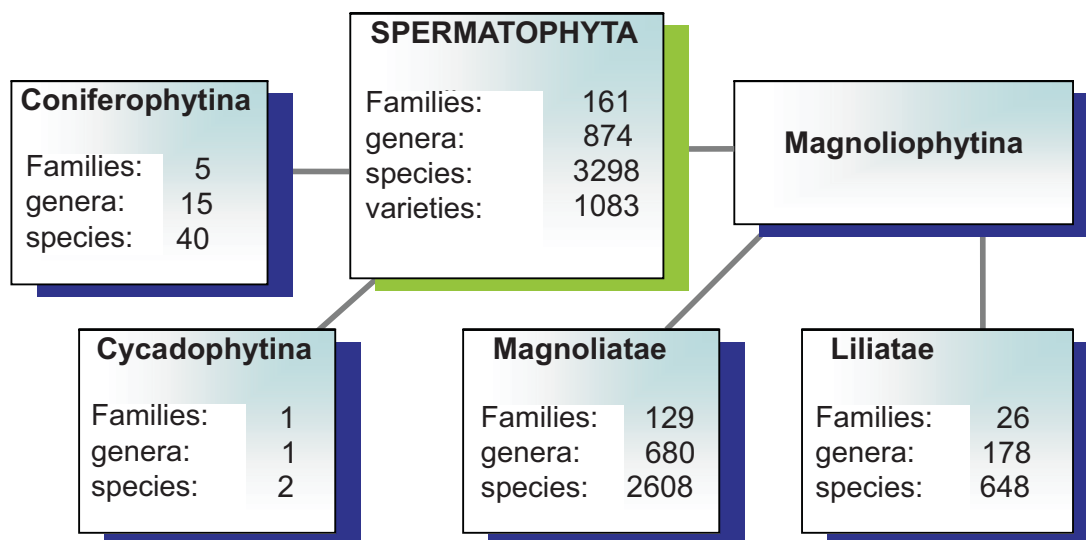 SPERMATOPHYTA
Families: 161
genera: 874
species: 3298
varieties: 1083
Coniferophytina
Families: 5
genera: 15
species: 40
Magnoliophytina
Cycadophytina
Families: 1
genera: 1
species: 2
Magnoliatae
Families: 129
genera: 680
species: 2608
Liliatae
Families: 26
genera: 178
species: 648